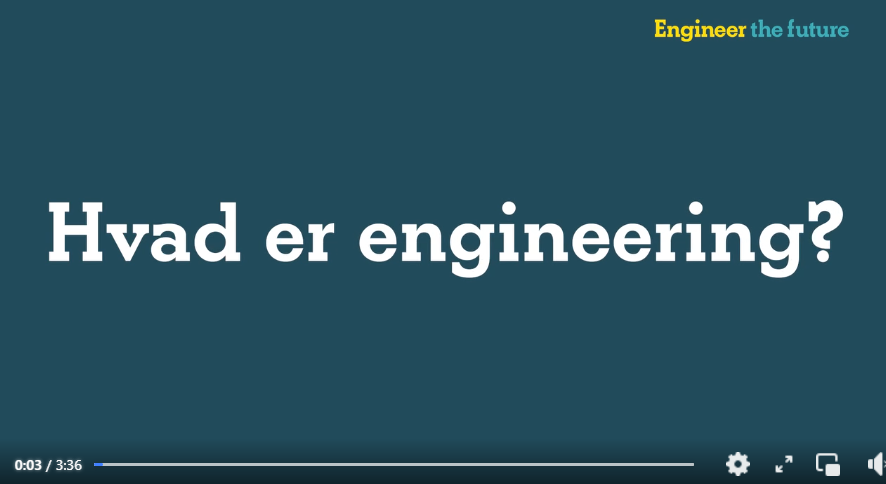 Engineer the future
Hvad er engineering?
0:03 / 3:36